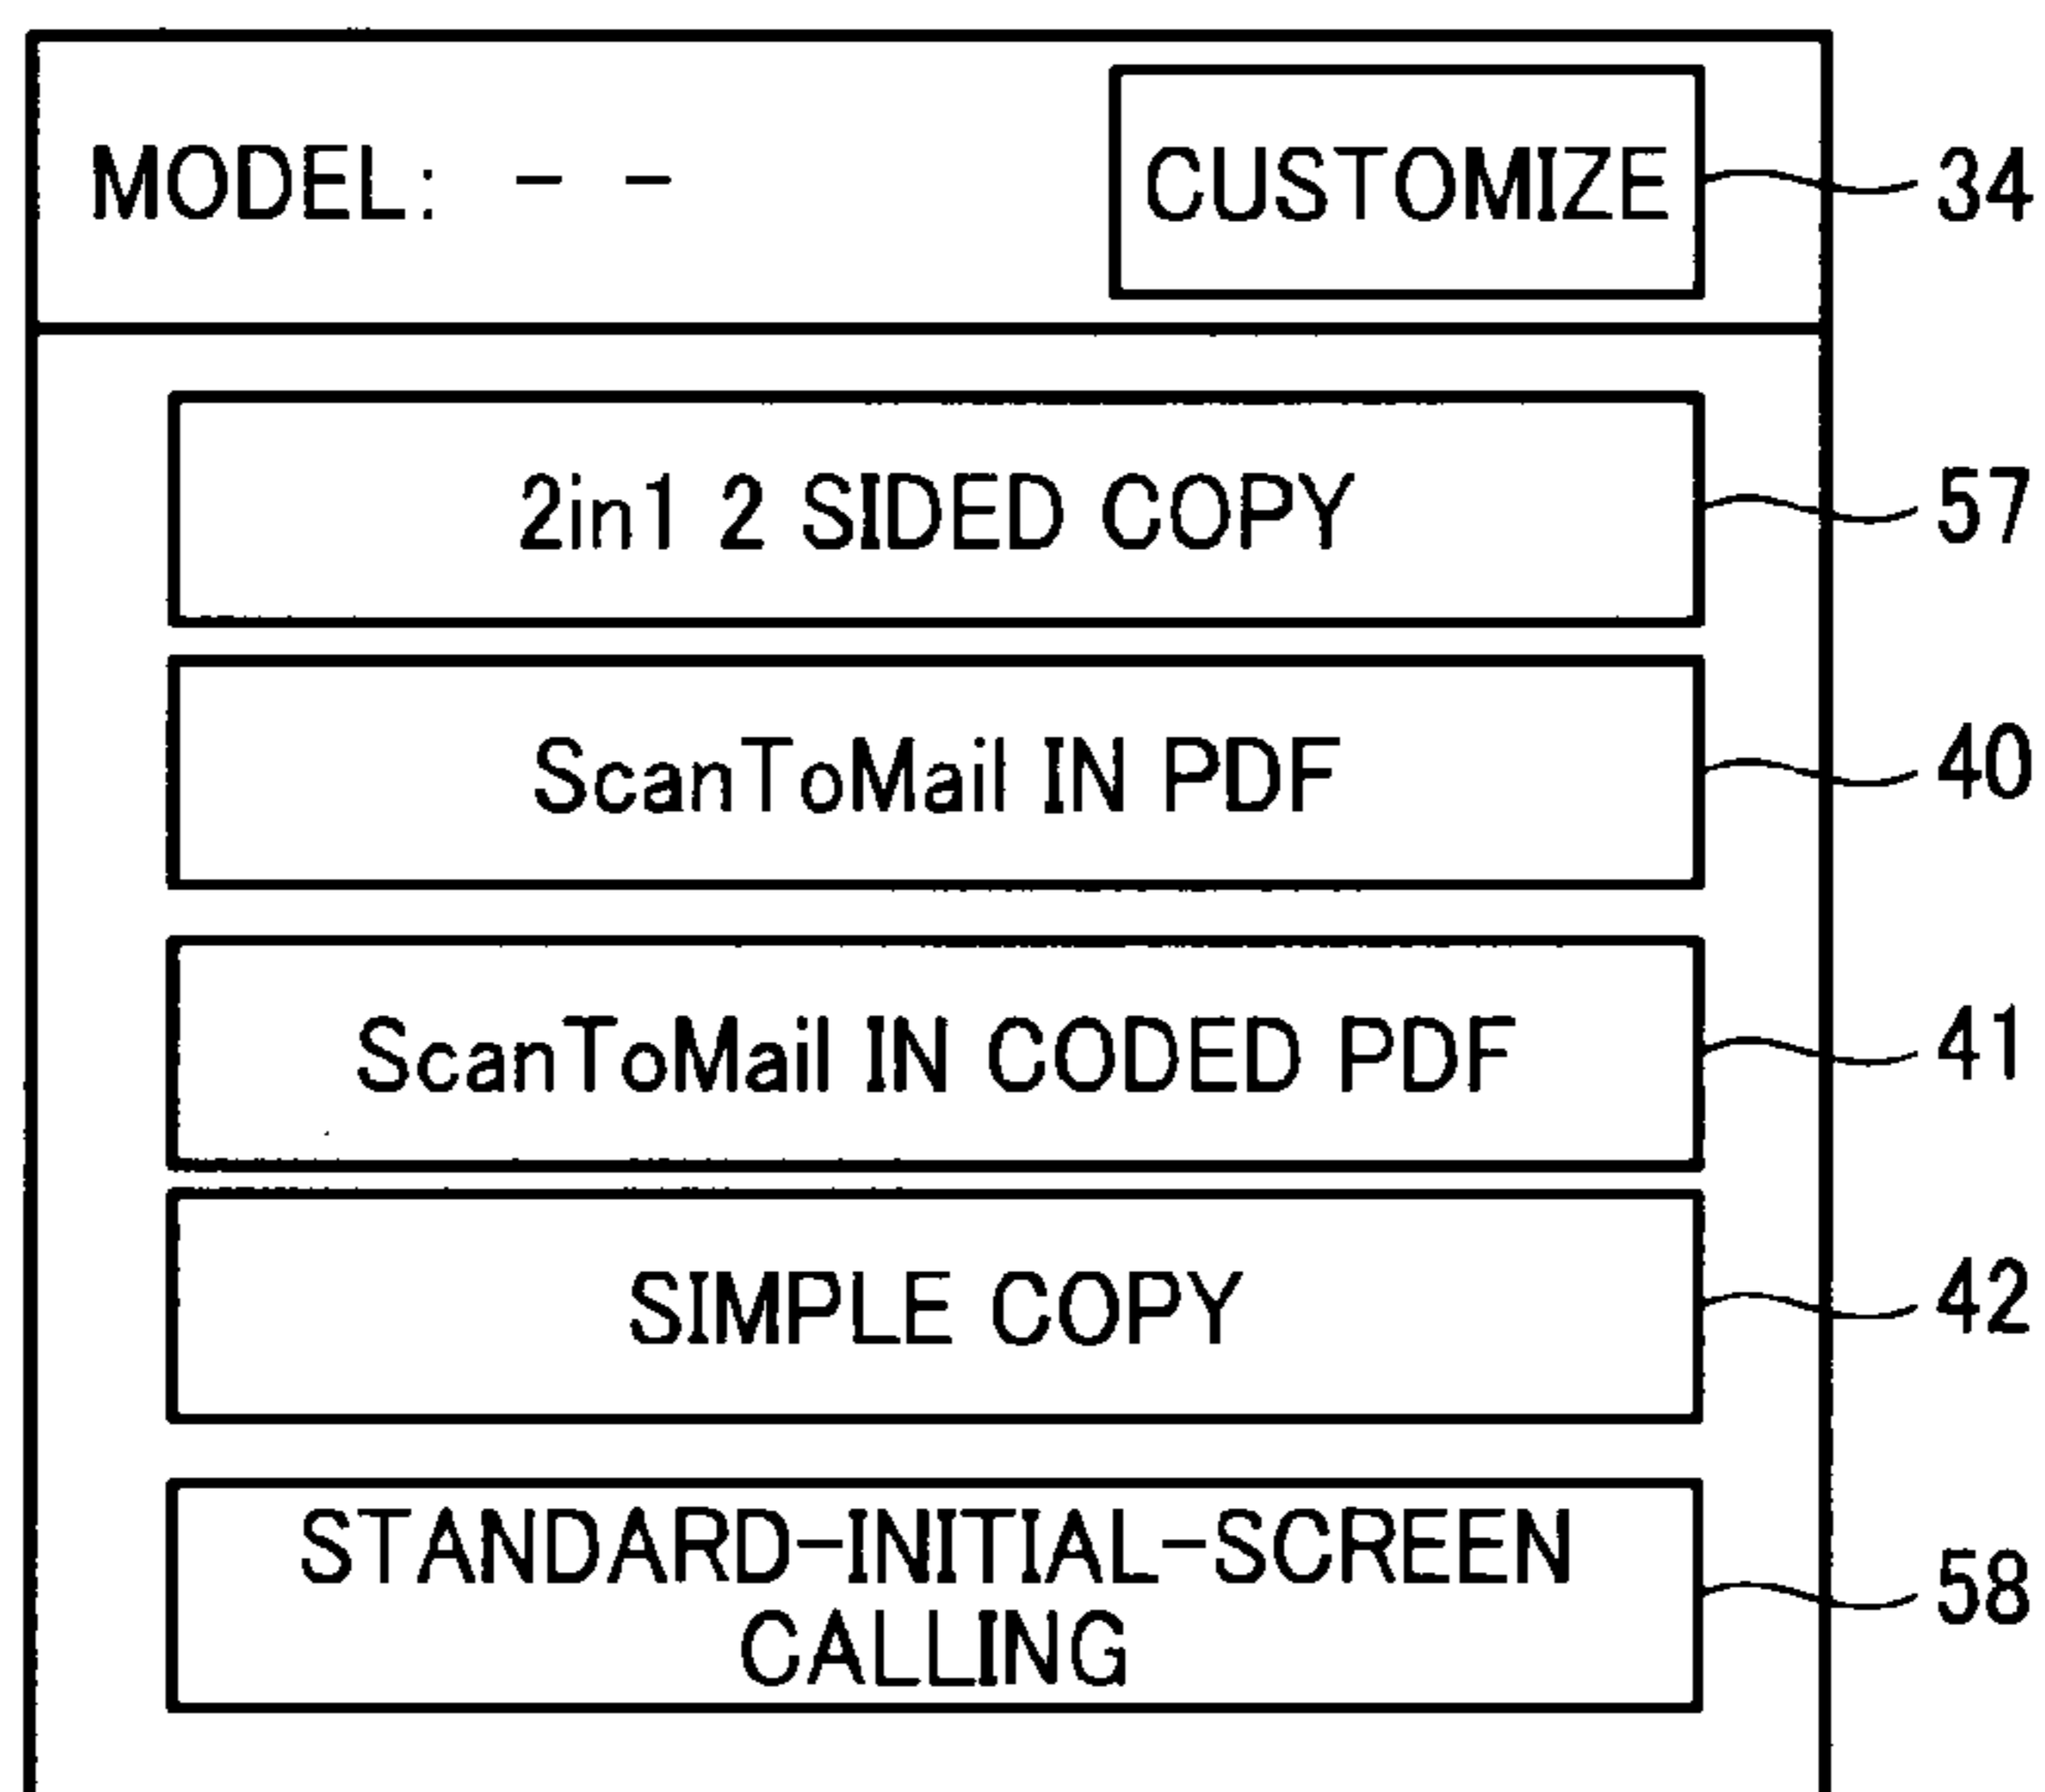 MODEL: - - CUSTOMIZE 34
2in1 2 SIDED COPY 57
ScanToMail IN PDF 40
ScanToMail IN CODED PDF 41
SIMPLE COPY 42
STANDARD-INITIAL-SCREEN
CALLING
58